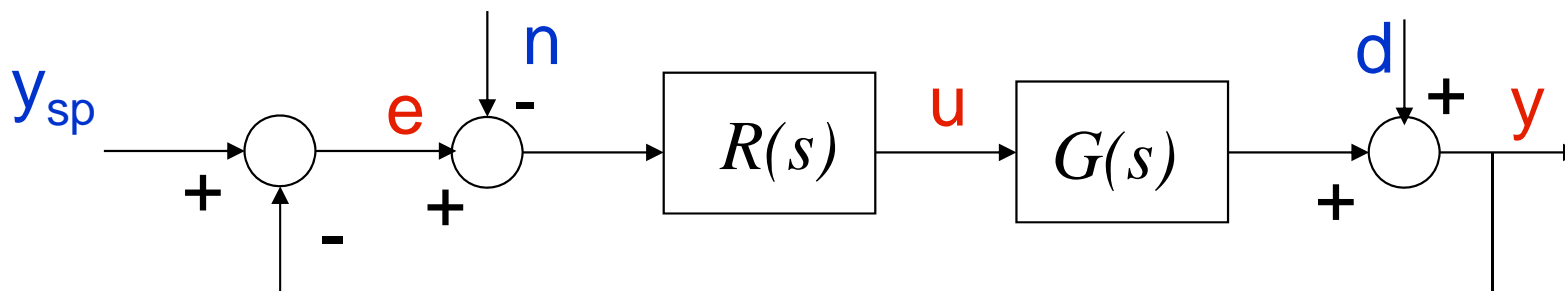 y_sp
+
-
e
n
-
+
R(s)
u
G(s)
d
+
+
y